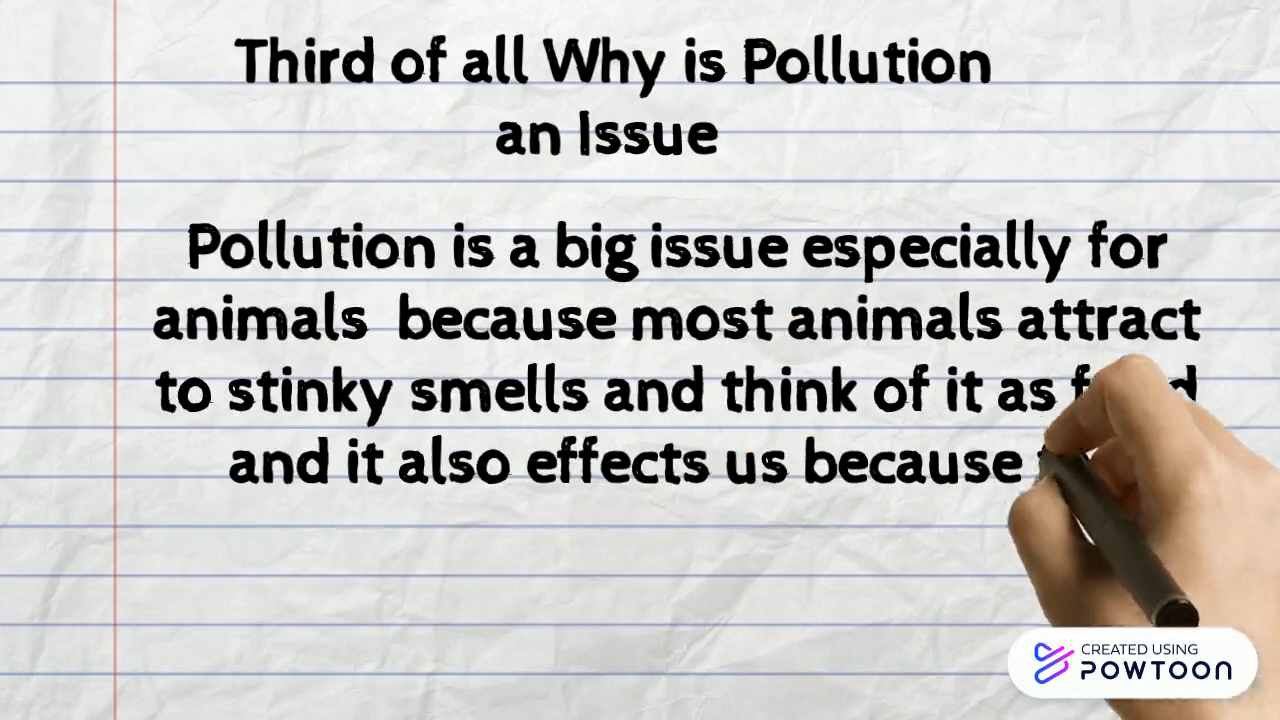 Third of all Why is Pollution
an Issue
Pollution is a big issue especially for
animals because most animals attract
to stinky smells and think of it as
and it also effects us because
CREATED USING
POWTOON